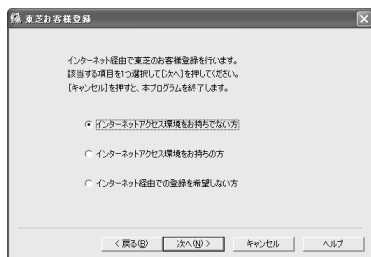 東芝お客様登録
インターネット経由で東芝のお客様登録を行います。
該当する項目を1つ選択して[次へ]を押してください。
[キャンセル]を押すと、本プログラムを終了します。
インターネットアクセス環境をお持ちでない方
インターネットアクセス環境をお持ちの方
インターネット経由での登録を希望しない方
< 戻る(B) 次へ(N) > キャンセル ヘルプ